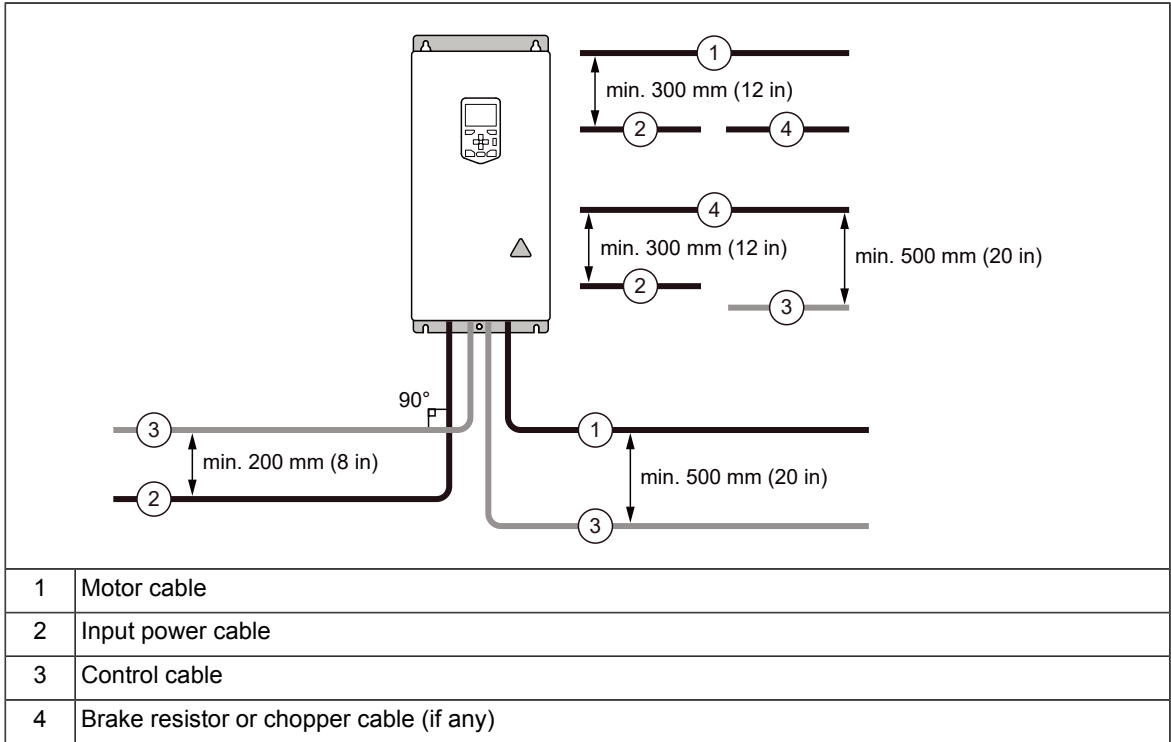 1
min. 300 mm (12 in)
2
4
4
min. 300 mm (12 in)
min. 500 mm (20 in)
2
3
90°
3
1
min. 200 mm (8 in)
min. 500 mm (20 in)
2
3
1 Motor cable
2 Input power cable
3 Control cable
4 Brake resistor or chopper cable (if any)